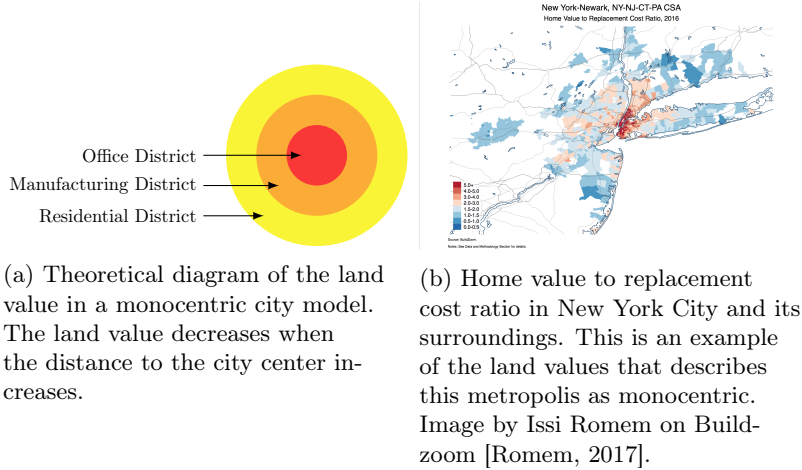 New York-Newark, NY-NJ-CT-PA CSA
Home Value to Replacement Cost Ratio, 2016
Office District
Manufacturing District
Residential District
5.0+
4.0-5.0
3.0-4.0
2.0-3.0
1.5-2.0
1.0-1.5
0.5-1.0
0.0-0.5
Source: BuildZoom
Notes: See Data and Methodology Section for details.
(a) Theoretical diagram of the land
value in a monocentric city model.
The land value decreases when
the distance to the city center in-
creases.
(b) Home value to replacement
cost ratio in New York City and its
surroundings. This is an example
of the land values that describes
this metropolis as monocentric.
Image by Issi Romem on Build-
zoom [Romem, 2017].